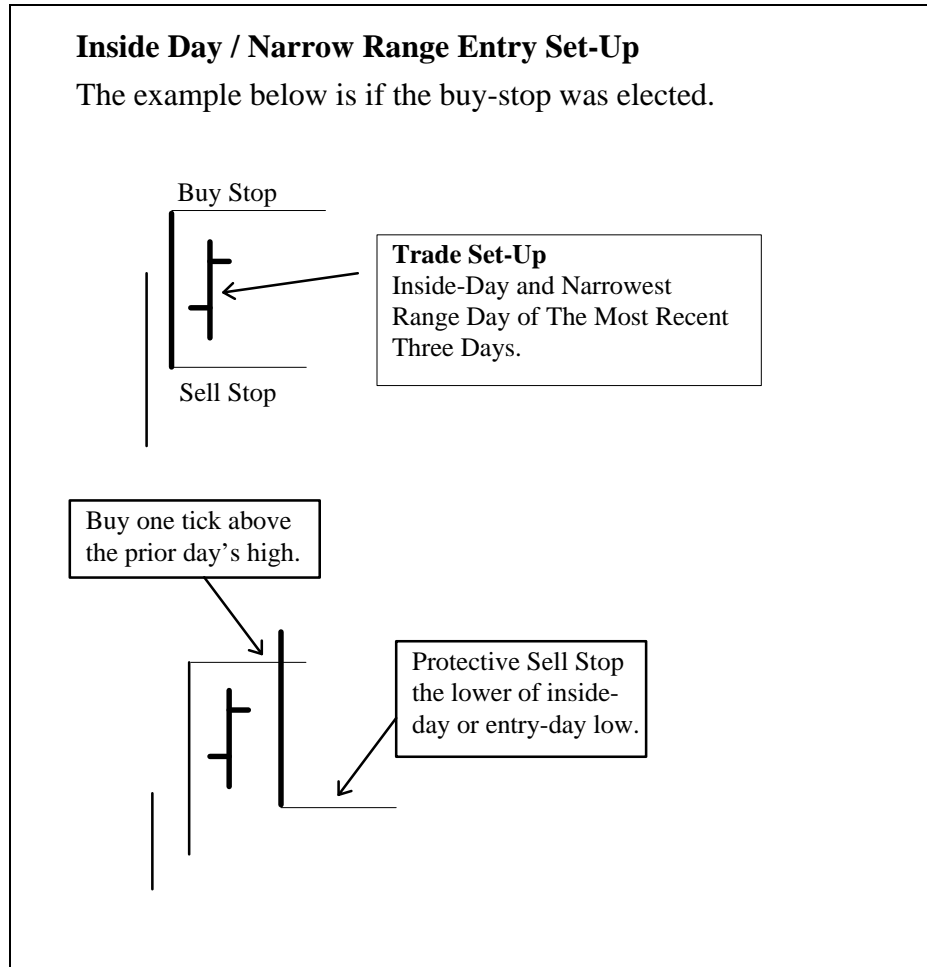 Inside Day / Narrow Range Entry Set-Up
The example below is if the buy-stop was elected.
Buy Stop
Trade Set-Up
Inside-Day and Narrowest
Range Day of The Most Recent
Three Days.
Sell Stop
Buy one tick above
the prior day’s high.
Protective Sell Stop
the lower of inside-
day or entry-day low.